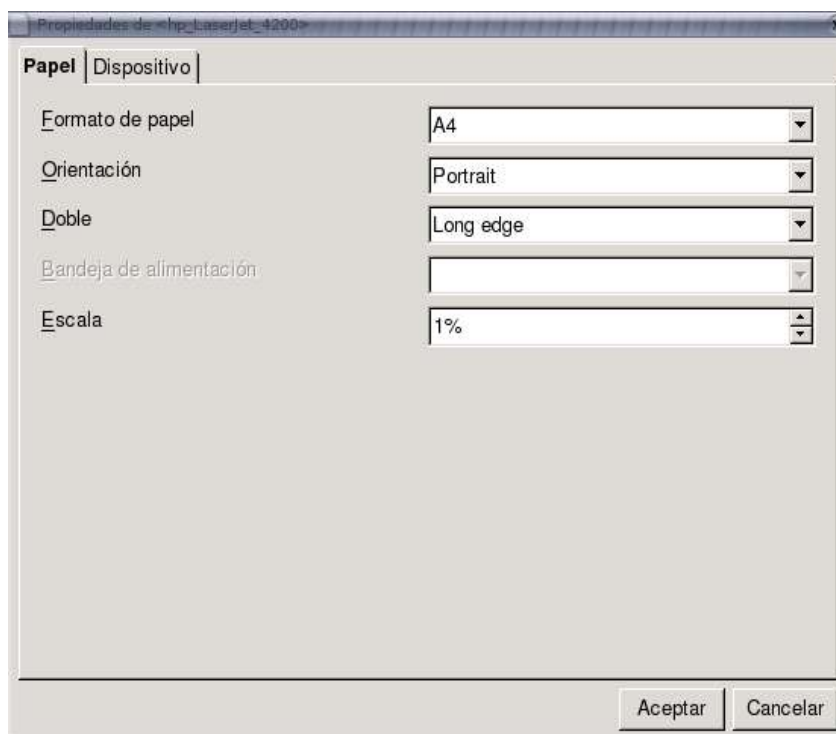 Propiedades de <hp_LaserJet_4200>
Papel Dispositivo
Formato de papel A4
Orientación Portrait
Doble Long edge
Bandeja de alimentación
Escala 1%
Aceptar Cancelar